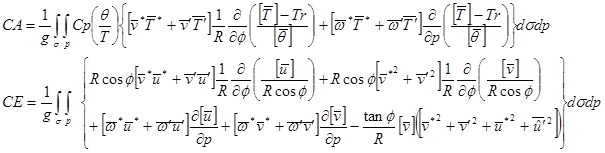 CA = \frac{1}{g} \iint_{\sigma\ p} Cp \left( \frac{\theta}{T} \right) \left\{ \left[ \overline{v}^* \overline{T}^* + \overline{v'T'} \right] \frac{1}{R} \frac{\partial}{\partial \phi} \left( \frac{[\overline{T}] - Tr}{[\overline{\theta}]} \right) + \left[ \overline{\varpi}^* \overline{T}^* + \overline{\varpi'T'} \right] \frac{\partial}{\partial p} \left( \frac{[\overline{T}] - Tr}{[\overline{\theta}]} \right) \right\} d\sigma dp
CE = \frac{1}{g} \iint_{\sigma\ p} \left\{ \begin{array}{l} R\cos\phi \left[ \overline{v}^* \overline{u}^* + \overline{v'u'} \right] \frac{1}{R} \frac{\partial}{\partial \phi} \left( \frac{[\overline{u}]}{R\cos\phi} \right) + R\cos\phi \left[ \overline{v}^{*2} + \overline{v'}^2 \right] \frac{1}{R} \frac{\partial}{\partial \phi} \left( \frac{[\overline{v}]}{R\cos\phi} \right) \\ + \left[ \overline{\varpi}^* \overline{u}^* + \overline{\varpi'u'} \right] \frac{\partial [\overline{u}]}{\partial p} + \left[ \overline{\varpi}^* \overline{v}^* + \overline{\varpi'v'} \right] \frac{\partial [\overline{v}]}{\partial p} - \frac{\tan\phi}{R} [\overline{v}] \left( \left[ \overline{v}^{*2} + \overline{v'}^2 + \overline{u}^{*2} + \overline{\hat{u}'}^2 \right] \right) \end{array} \right\} d\sigma dp